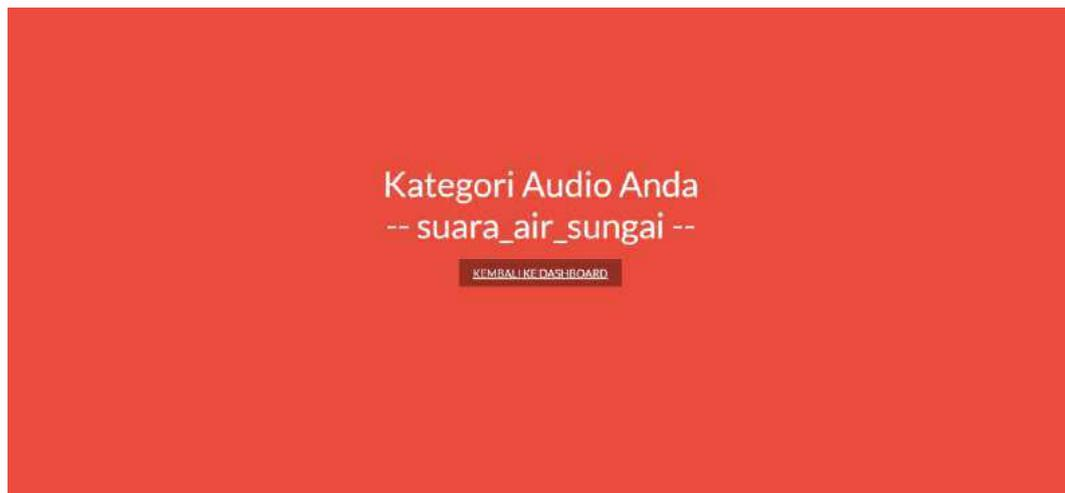 Kategori Audio Anda
-- suara_air_sungai --
KEMBALI KE DASHBOARD